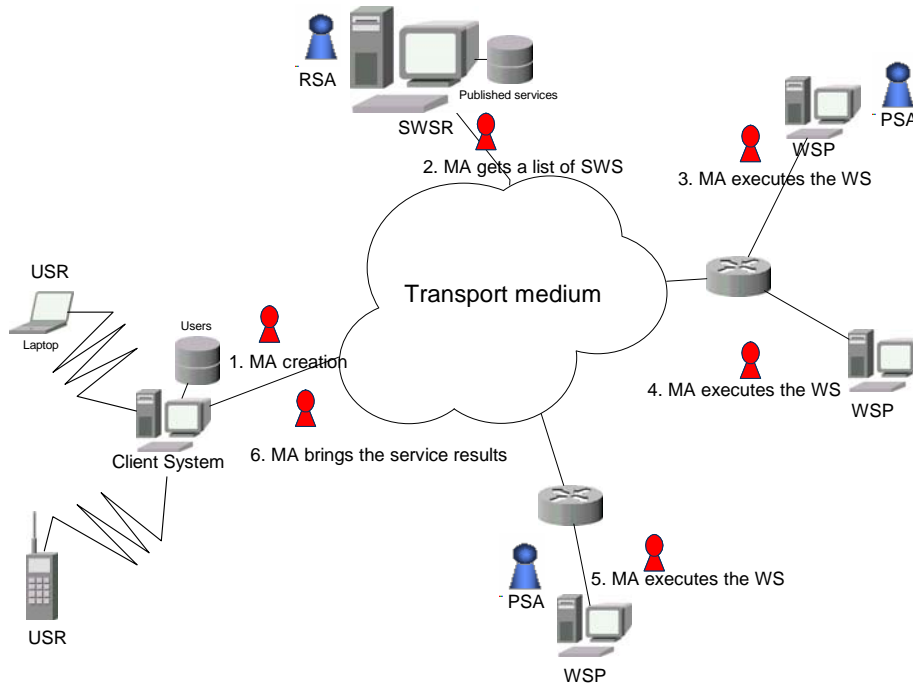 RSA
Published services
SWSR
2. MA gets a list of SWS
WSP
PSA
3. MA executes the WS
USR
Laptop
Users
1. MA creation
Transport medium
4. MA executes the WS
WSP
Client System
6. MA brings the service results
USR
PSA
5. MA executes the WS
WSP